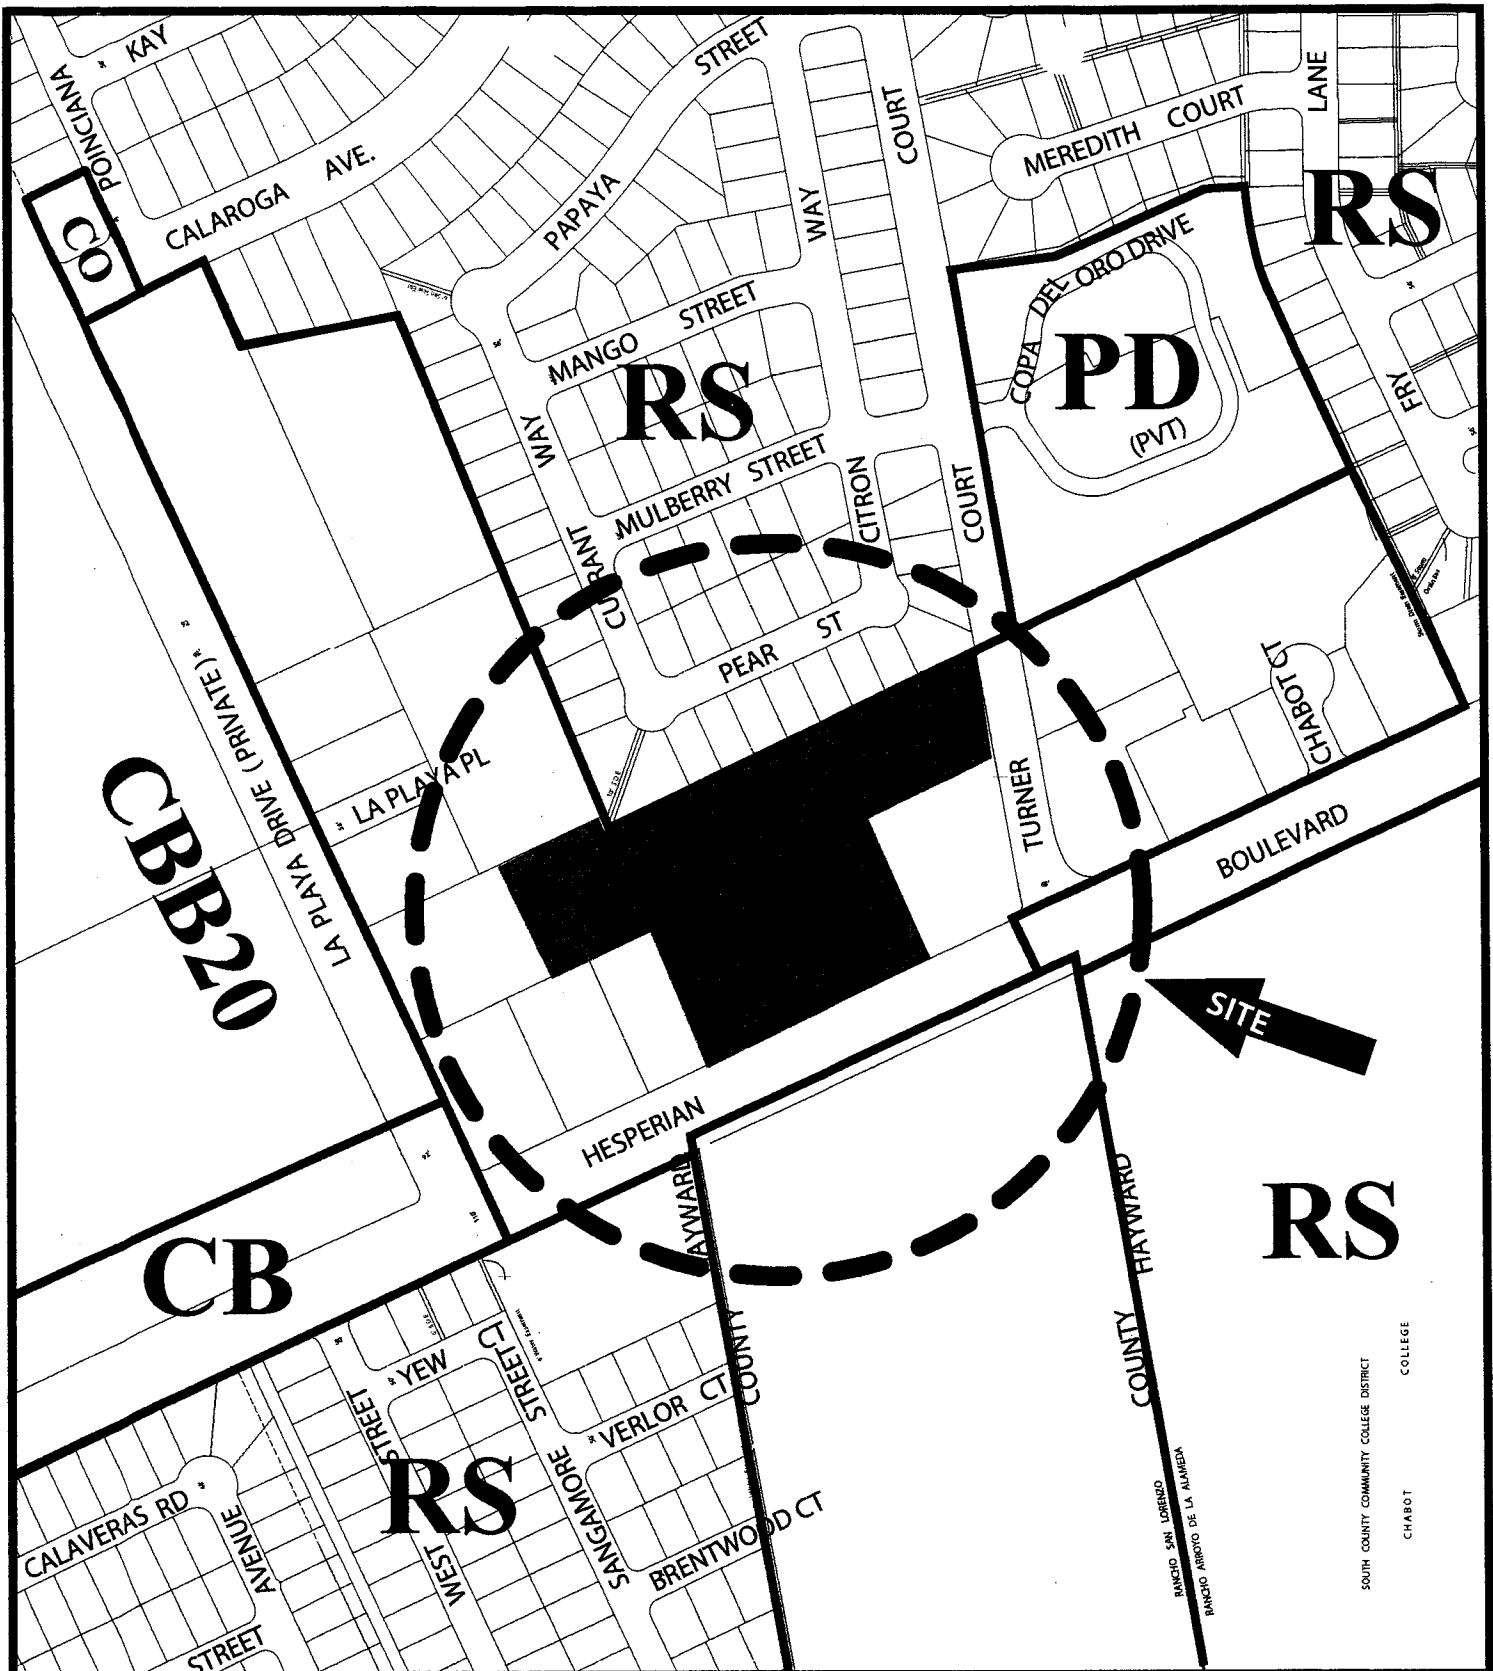 KAY
STREET
POINCIANA
COURT
LANE
MEREDITH COURT
CALAROGA AVE.
PAPAYA
WAY
RS
CO
COPA DEL ORO DRIVE
MANGO STREET
RS
PD
(PVT)
FRY
WAY
MULBERRY STREET
CITRON
COURT
CURRANT
PEAR ST
CHABOT CT
LA PLAYA DRIVE (PRIVATE)
LA PLAYA PL
CBB20
TURNER
BOULEVARD
SITE
HESPERIAN
HAYWARD
HAYWARD
RS
CB
COUNTY
COUNTY
YEW
STREET
STREET
VERLOR CT
RS
SANGAMORE
WEST
BRENTWOOD CT
CALAVERAS RD
AVENUE
STREET
RANCHO SAN LORENZO
RANCHO ARROYO DE LA ALAMEDA
SOUTH COUNTY COMMUNITY COLLEGE DISTRICT
CHABOT COLLEGE